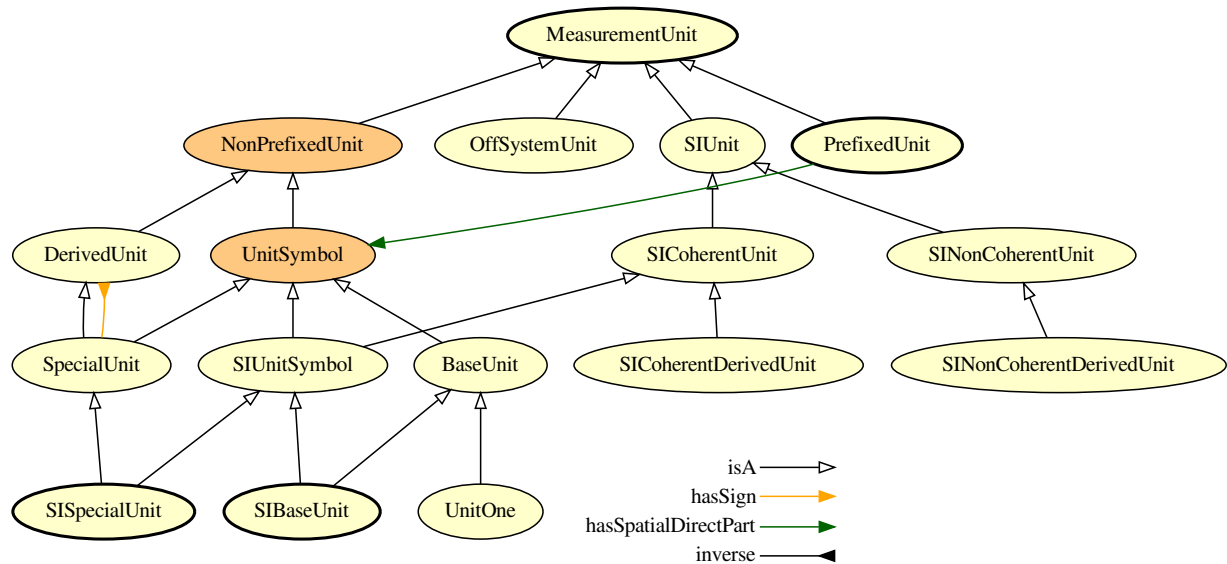 MeasurementUnit
NonPrefixedUnit
OffSystemUnit
SIUnit
PrefixedUnit
DerivedUnit
UnitSymbol
SICoherentUnit
SINonCoherentUnit
SpecialUnit
SIUnitSymbol
BaseUnit
SICoherentDerivedUnit
SINonCoherentDerivedUnit
SISpecialUnit
SIBaseUnit
UnitOne
isA
hasSign
hasSpatialDirectPart
inverse